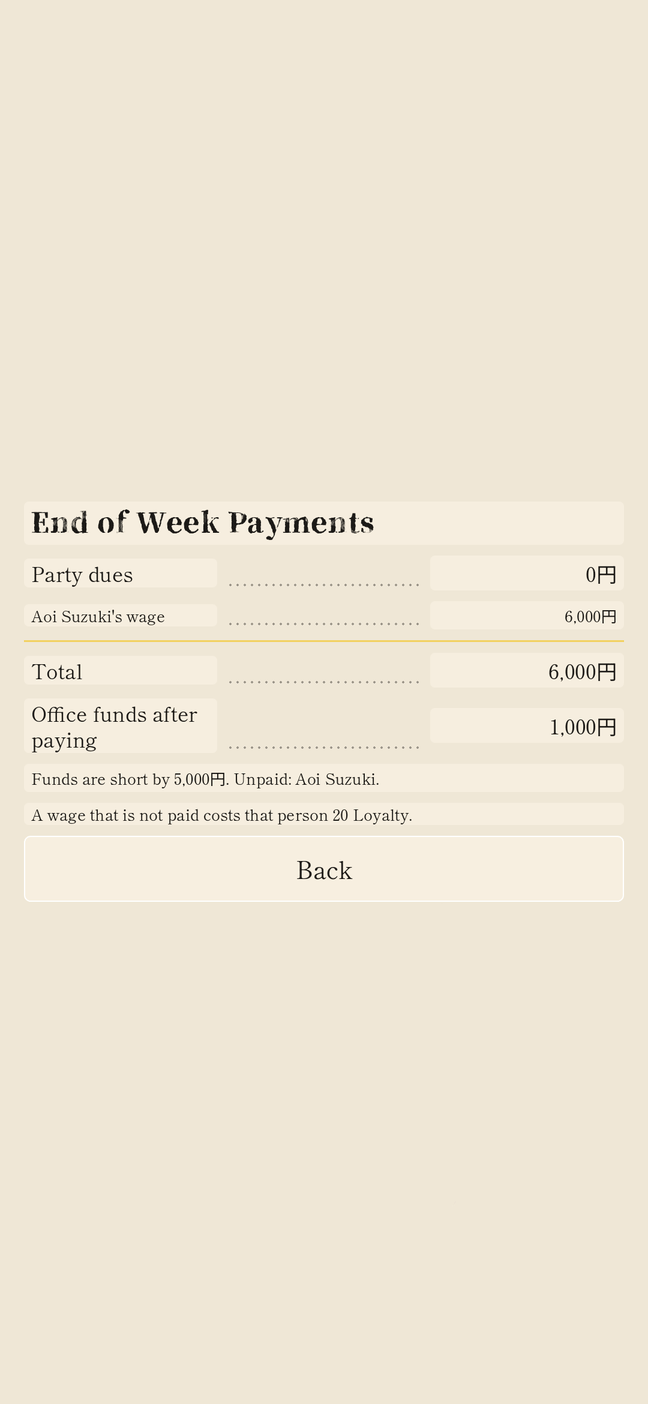 End of Week Payments
Party dues
0円
Aoi Suzuki's wage
6,000円
Total
6,000円
Office funds after
paying
1,000円
Funds are short by 5,000円. Unpaid: Aoi Suzuki.
A wage that is not paid costs that person 20 Loyalty.
Back